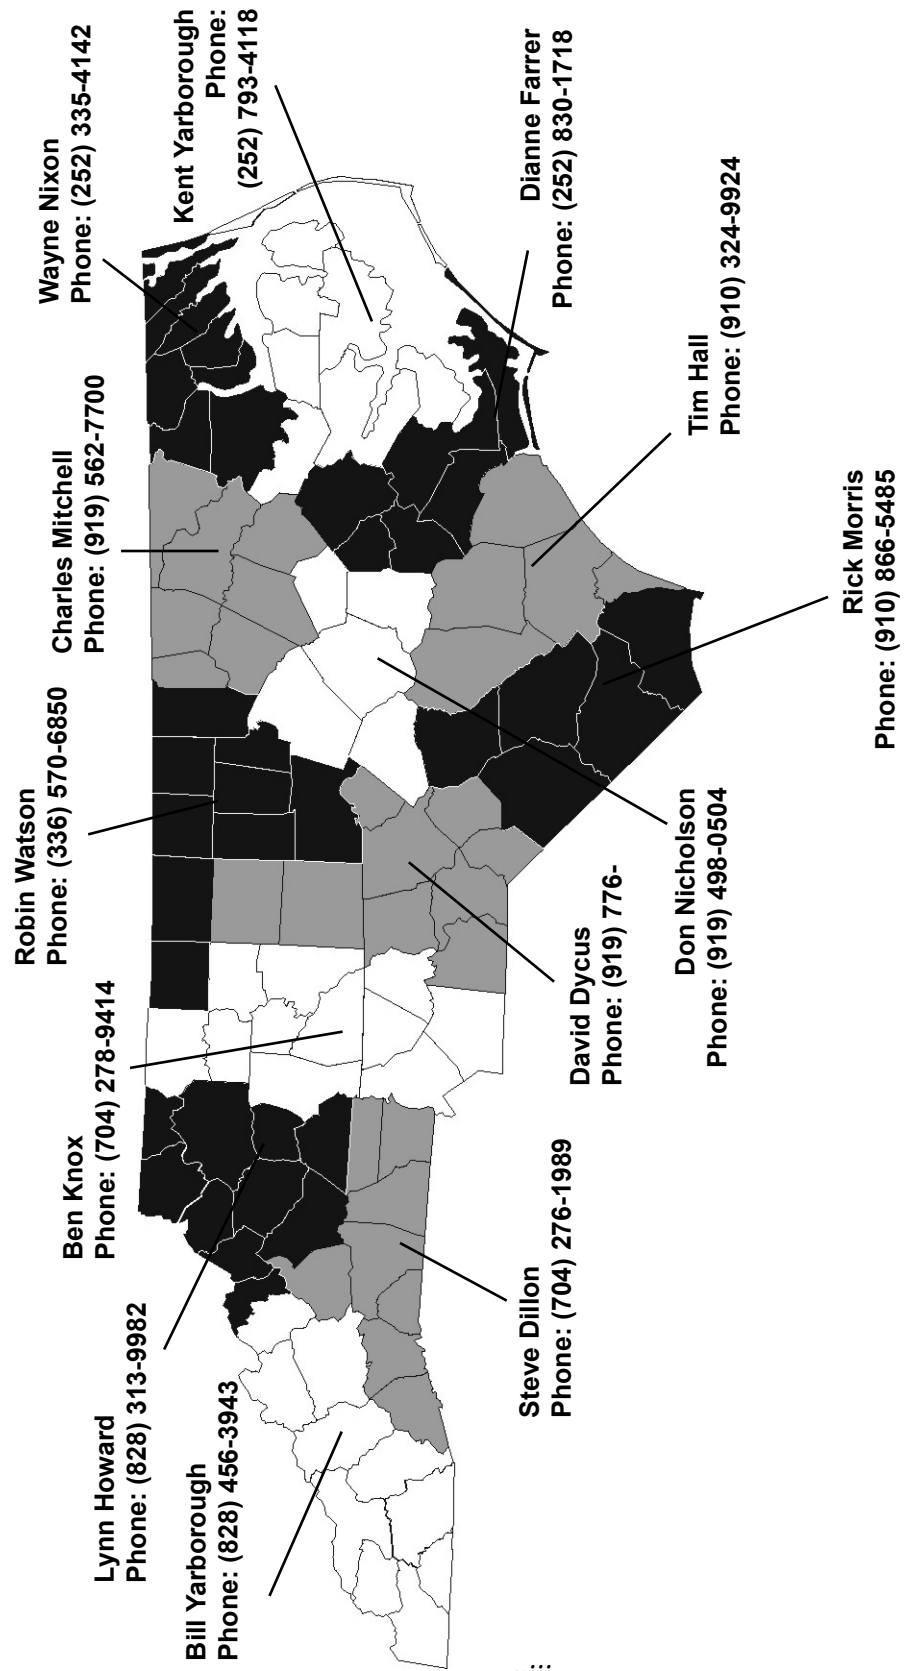 Lynn Howard
Phone: (828) 313-9982
Bill Yarborough
Phone: (828) 456-3943
Ben Knox
Phone: (704) 278-9414
Robin Watson
Phone: (336) 570-6850
Charles Mitchell
Phone: (919) 562-7700
Wayne Nixon
Phone: (252) 335-4142
Kent Yarborough
Phone:
(252) 793-4118
Steve Dillon
Phone: (704) 276-1989
David Dycus
Phone: (919) 776-
Don Nicholson
Phone: (919) 498-0504
Rick Morris
Phone: (910) 866-5485
Tim Hall
Phone: (910) 324-9924
Dianne Farrer
Phone: (252) 830-1718
...